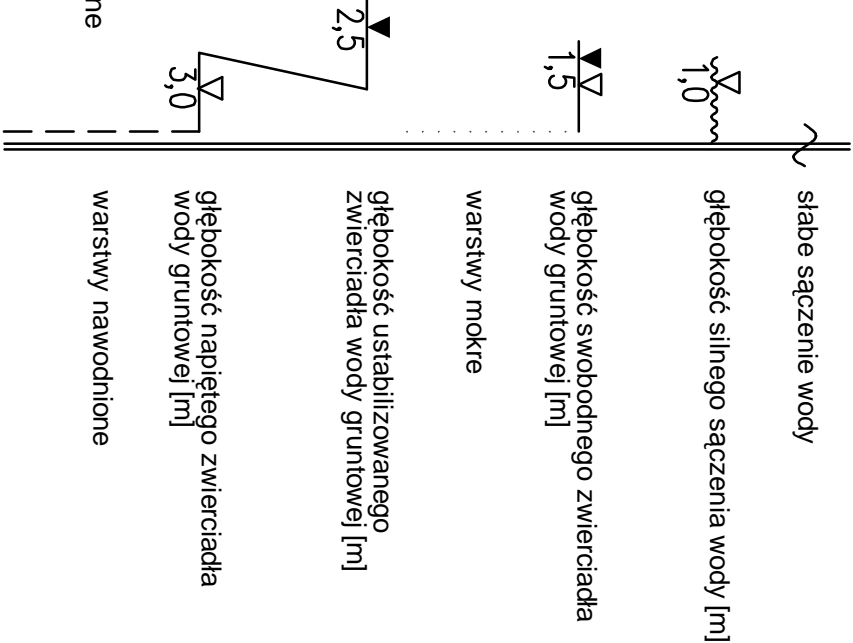 słabe sączenie wody
1,0
głębokość silnego sączenia wody [m]
1,5
głębokość swobodnego zwierciadła
wody gruntowej [m]
warstwy mokre
2,5
głębokość ustabilizowanego
zwierciadła wody gruntowej [m]
3,0
głębokość napiętego zwierciadła
wody gruntowej [m]
warstwy nawodnione
ne